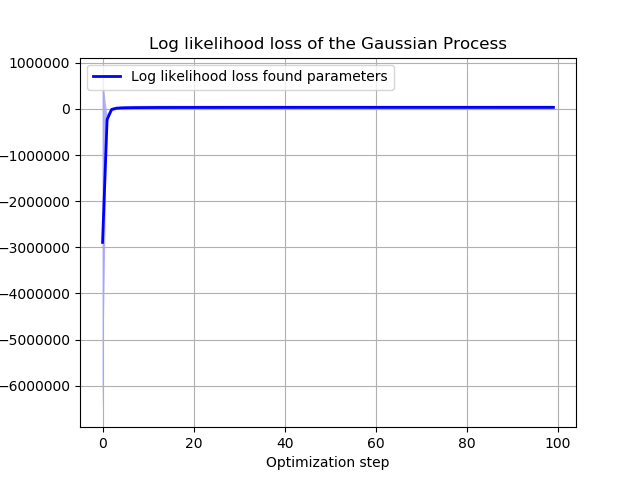 Log likelihood loss of the Gaussian Process
Log likelihood loss found parameters
1000000
0
−1000000
−2000000
−3000000
−4000000
−5000000
−6000000
0 20 40 60 80 100
Optimization step